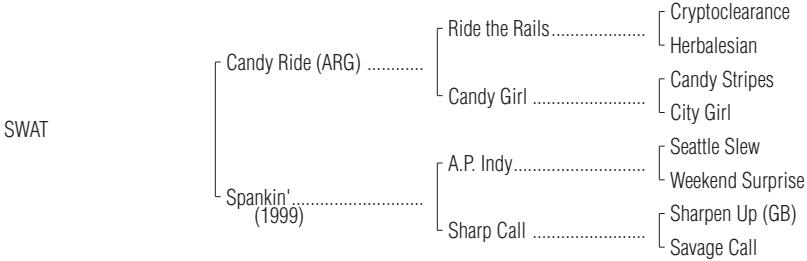 Cryptoclearance
Ride the Rails.....................
Herbalesian
Candy Ride (ARG) ............
Candy Stripes
Candy Girl .........................
City Girl
SWAT
Seattle Slew
A.P. Indy.............................
Weekend Surprise
Spankin'.............................
(1999)
Sharpen Up (GB)
Sharp Call .........................
Savage Call